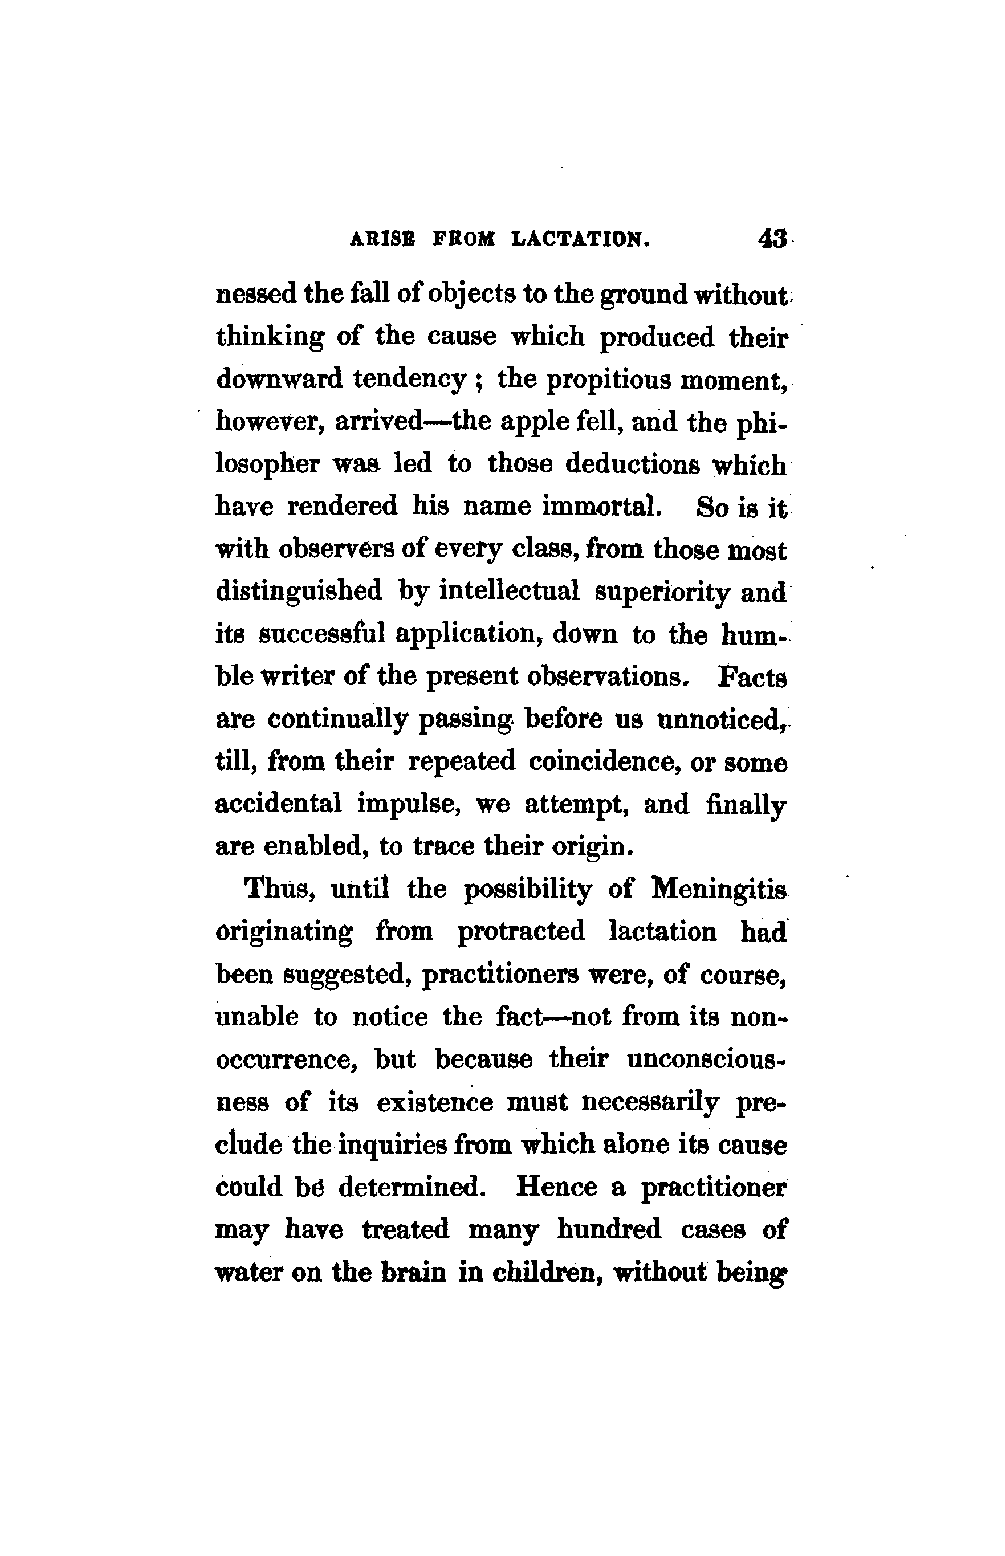 ARISE FROM LACTATION. 43
nessed the fall of objects to the ground without
thinking of the cause which produced their
downward tendency ; the propitious moment,
however, arrived—the apple fell, and the phi-
losopher was led to those deductions which
have rendered his name immortal. So is it
with observers of every class, from those most
distinguished by intellectual superiority and
its successful application, down to the hum-
ble writer of the present observations. Facts
are continually passing before us unnoticed,
till, from their repeated coincidence, or some
accidental impulse, we attempt, and finally
are enabled, to trace their origin.
Thus, until the possibility of Meningitis
originating from protracted lactation had
been suggested, practitioners were, of course,
unable to notice the fact—not from its non-
occurrence, but because their unconscious-
ness of its existence must necessarily pre-
clude the inquiries from which alone its cause
could be determined. Hence a practitioner
may have treated many hundred cases of
water on the brain in children, without being